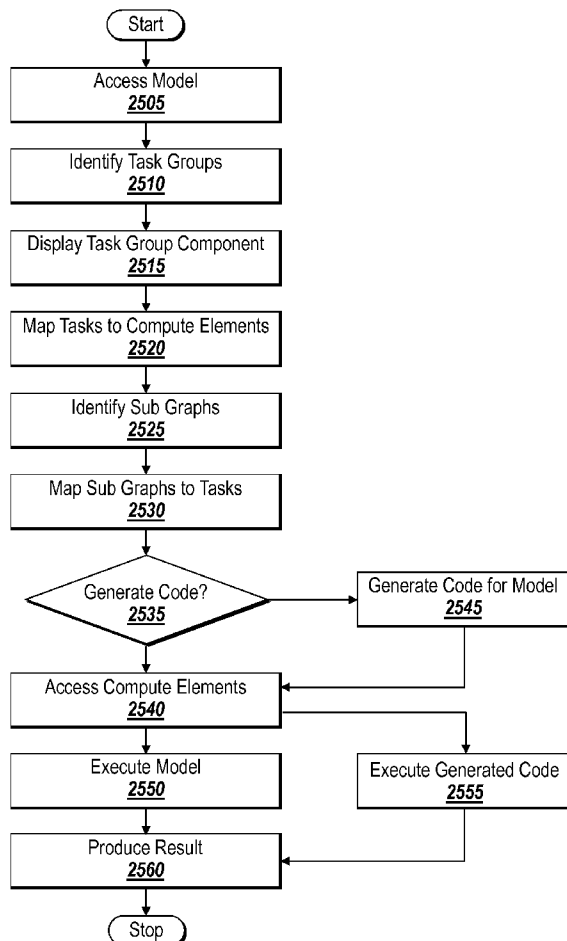 Start
Access Model
2505
Identify Task Groups
2510
Display Task Group Component
2515
Map Tasks to Compute Elements
2520
Identify Sub Graphs
2525
Map Sub Graphs to Tasks
2530
Generate Code?
2535
Generate Code for Model
2545
Access Compute Elements
2540
Execute Model
2550
Execute Generated Code
2555
Produce Result
2560
Stop